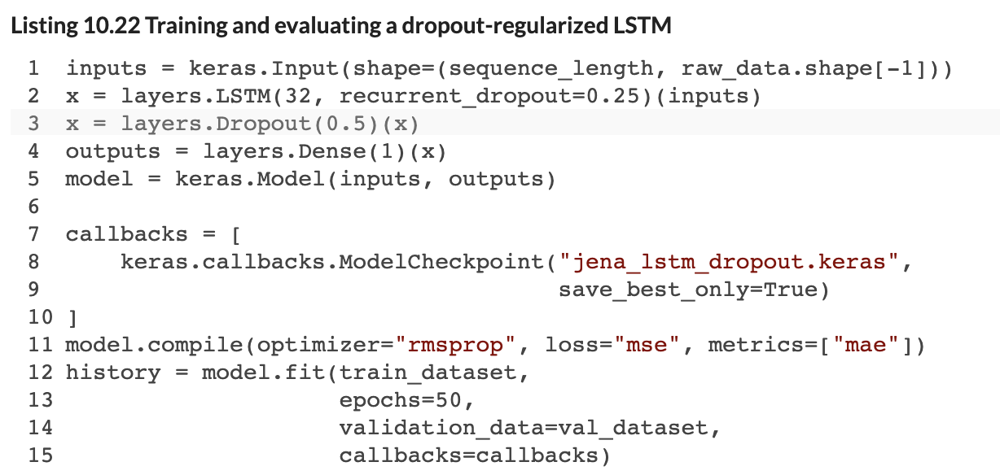 Listing 10.22 Training and evaluating a dropout-regularized LSTM
1 inputs = keras.Input(shape=(sequence_length, raw_data.shape[-1]))
2 x = layers.LSTM(32, recurrent_dropout=0.25)(inputs)
3 x = layers.Dropout(0.5)(x)
4 outputs = layers.Dense(1)(x)
5 model = keras.Model(inputs, outputs)
6
7 callbacks = [
8     keras.callbacks.ModelCheckpoint("jena_lstm_dropout.keras",
9                                     save_best_only=True)
10 ]
11 model.compile(optimizer="rmsprop", loss="mse", metrics=["mae"])
12 history = model.fit(train_dataset,
13                     epochs=50,
14                     validation_data=val_dataset,
15                     callbacks=callbacks)